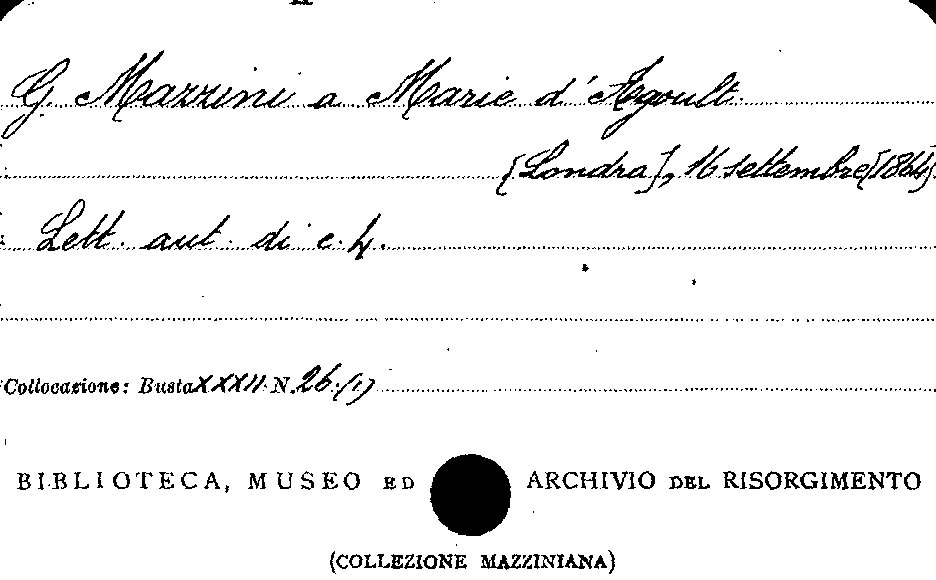 G. Mazzini a Marie d'Agoult
[Londra], 16 settembre [1864]
Lett. aut. di c. 4.
Collocazione: Busta XXXII N. 26 /1)
BIBLIOTECA, MUSEO ED ARCHIVIO DEL RISORGIMENTO
(COLLEZIONE MAZZINIANA)